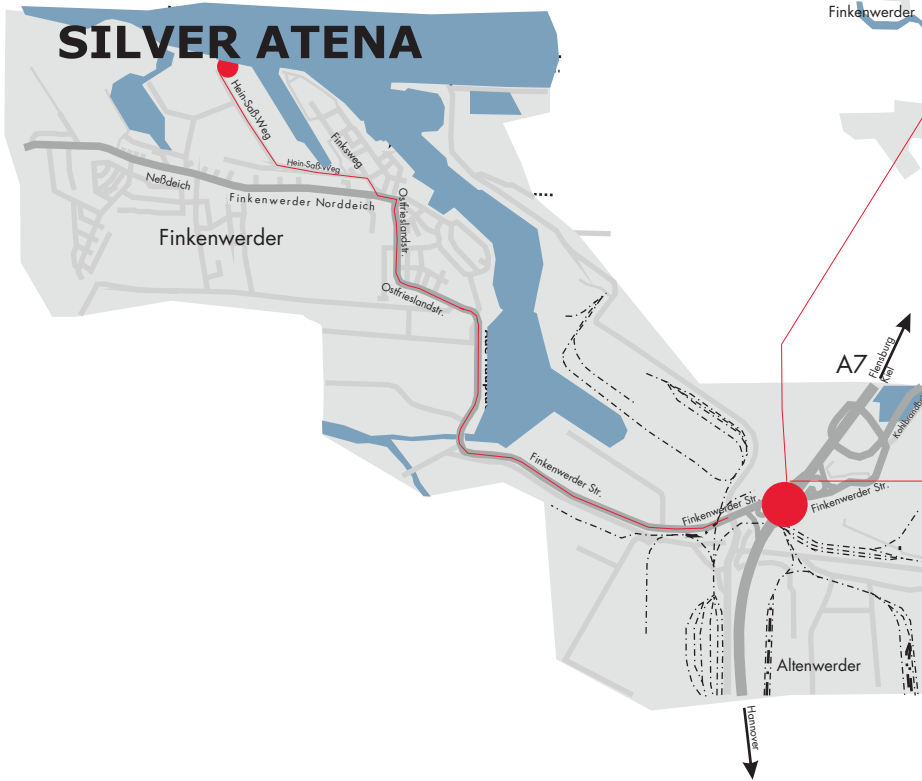 Finkenwerder
SILVER ATENA
Hein-Saß-Weg
Finksweg
Hein-Saß-Weg
Neßdeich
Finkenwerder Norddeich
Ostfrieslandstr.
Finkenwerder
Ostfrieslandstr.
A7
Flensburg
Kiel
Finkenwerder Str.
Finkenwerder Str.
Finkenwerder Str.
Altenwerder
Hannover